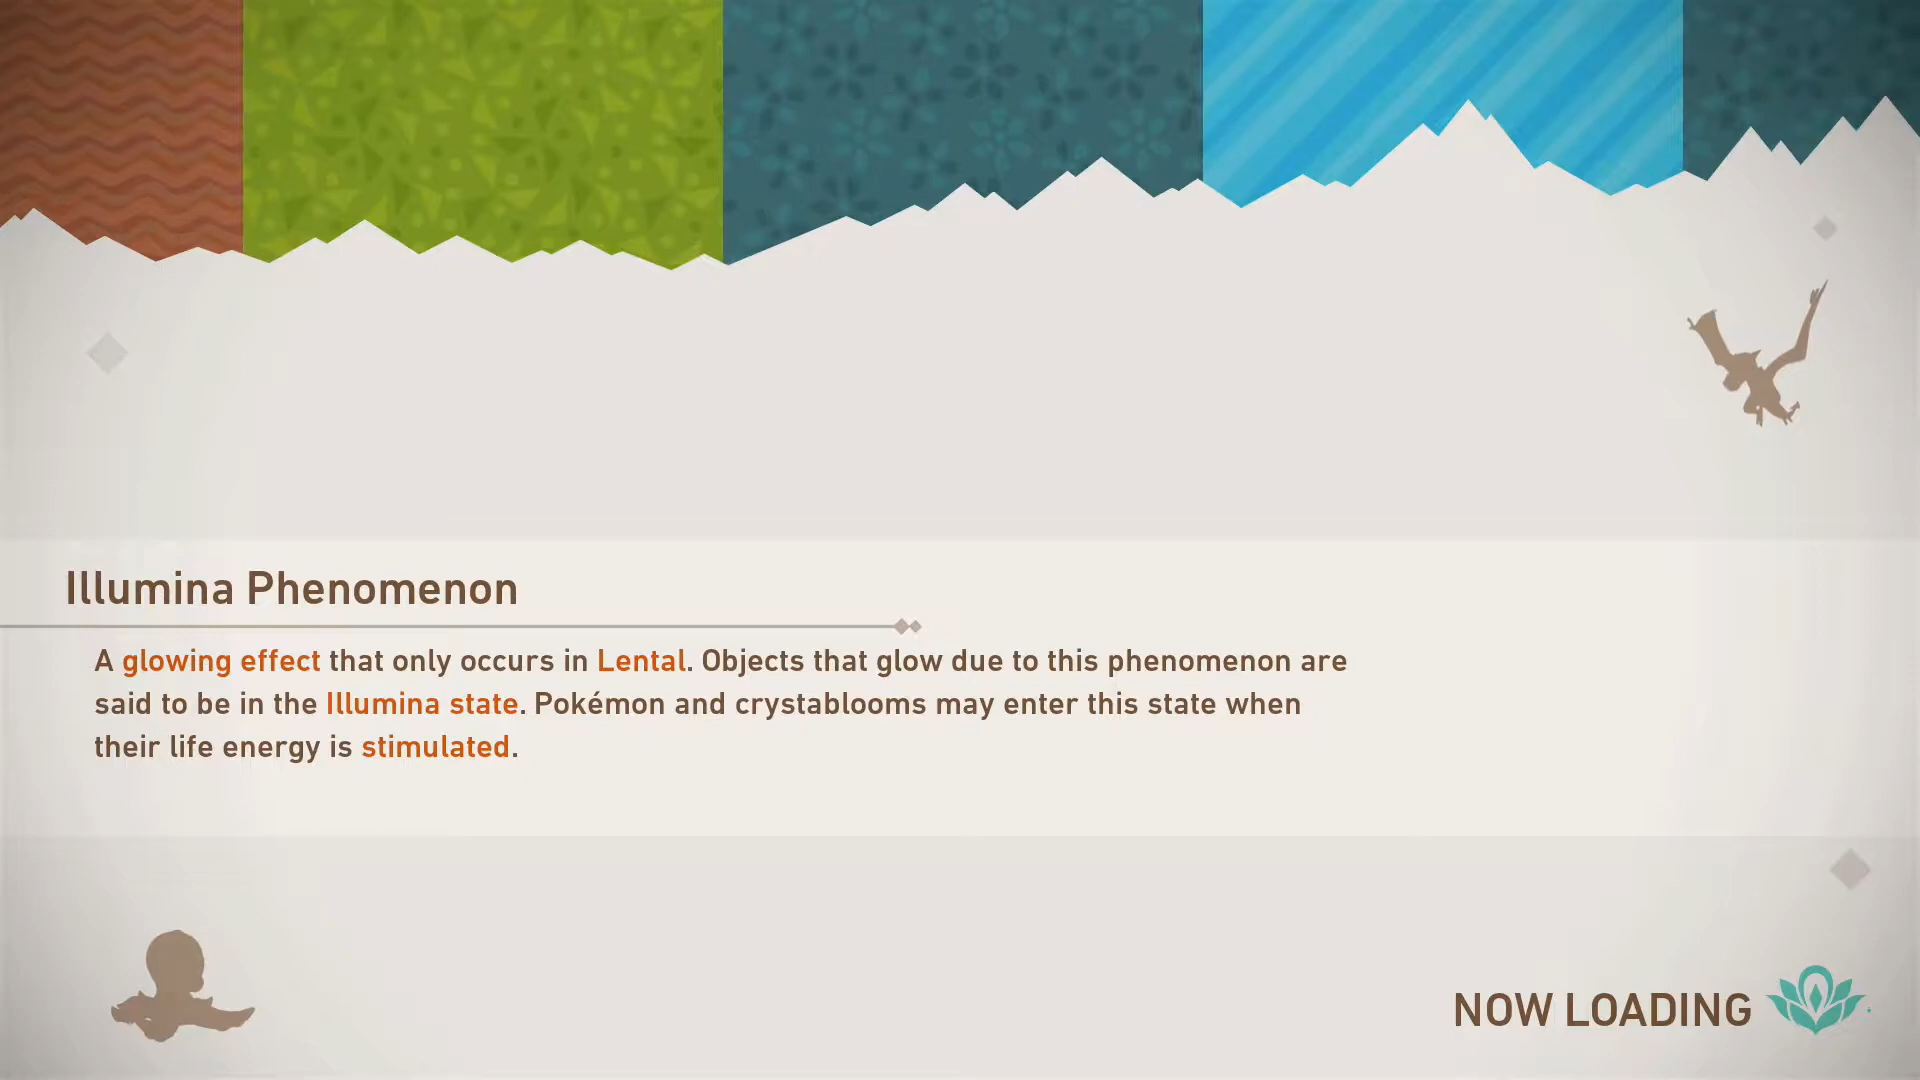 Illumina Phenomenon
A glowing effect that only occurs in Lental. Objects that glow due to this phenomenon are
said to be in the Illumina state. Pokémon and crystablooms may enter this state when
their life energy is stimulated.
NOW LOADING